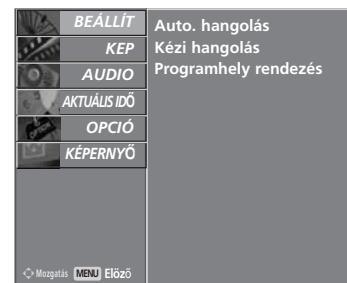 BEÁLLÍT
KEP
AUDIO
AKTUÁLIS IDŐ
OPCIÓ
KÉPERNYŐ
Auto. hangolás
Kézi hangolás
Programhely rendezés
Mozgatás MENU Előző